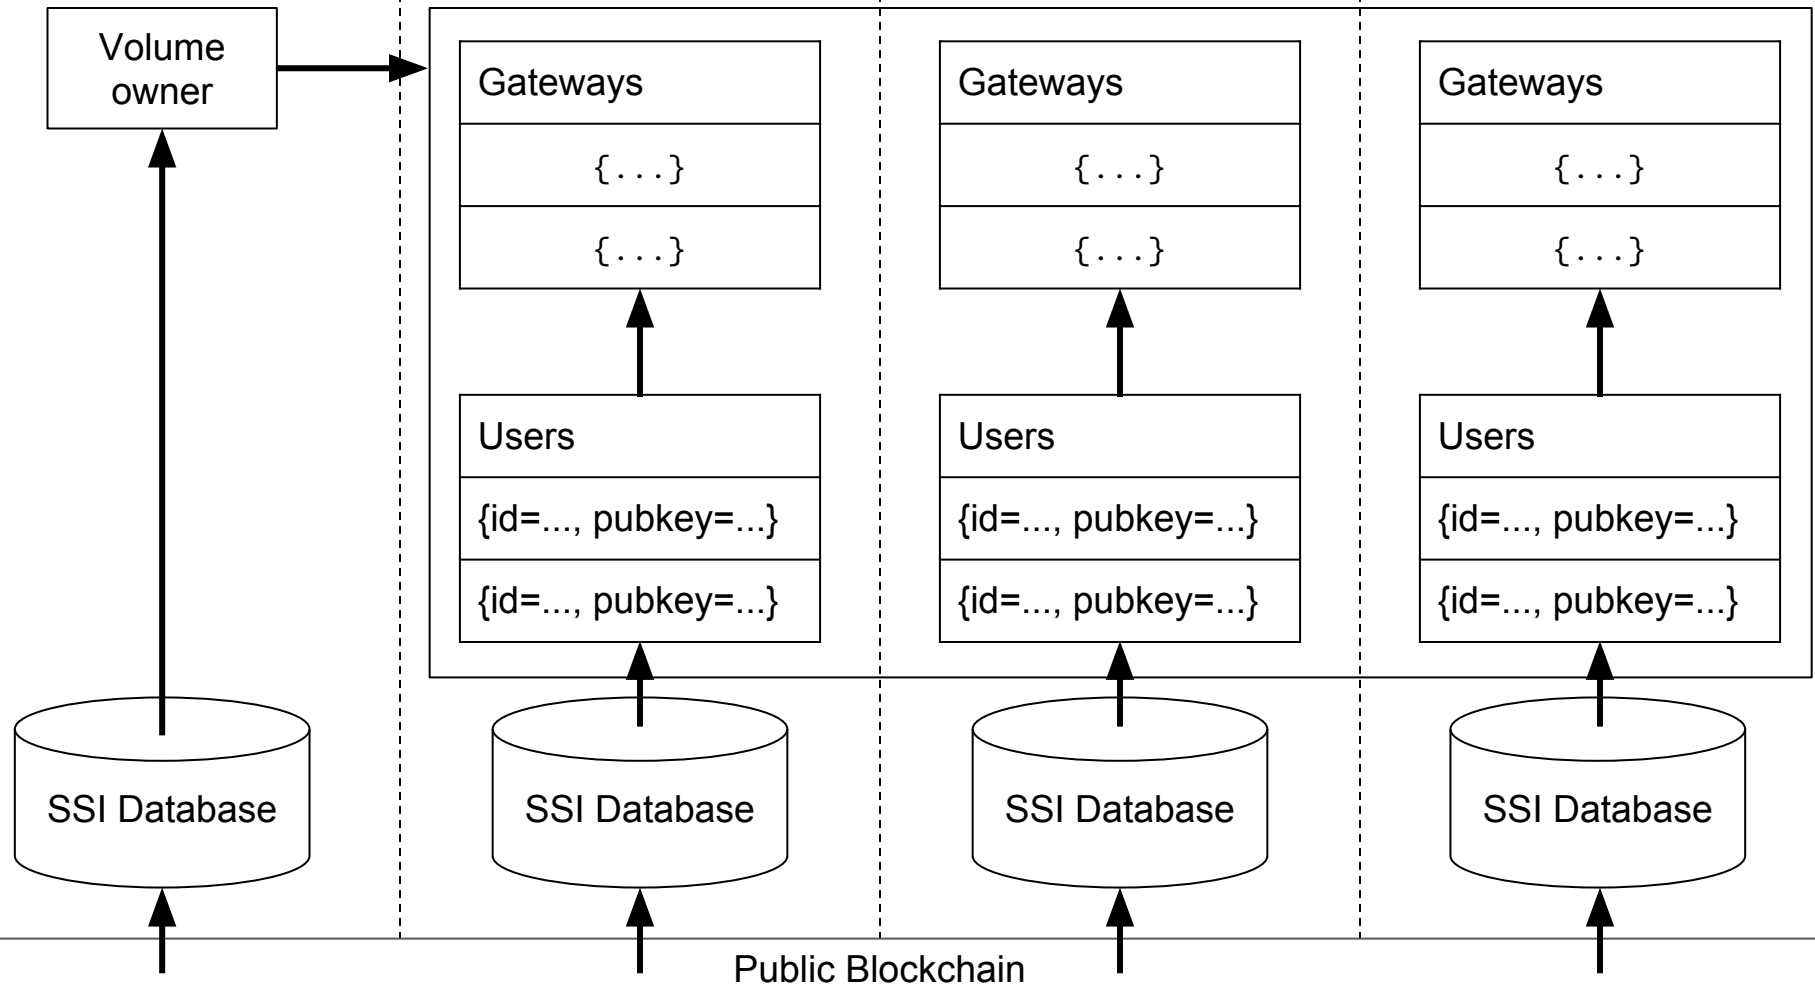 Volume
owner
Gateways
{...}
{...}
Users
{id=..., pubkey=...}
{id=..., pubkey=...}
Gateways
{...}
{...}
Users
{id=..., pubkey=...}
{id=..., pubkey=...}
Gateways
{...}
{...}
Users
{id=..., pubkey=...}
{id=..., pubkey=...}
SSI Database
SSI Database
SSI Database
SSI Database
Public Blockchain